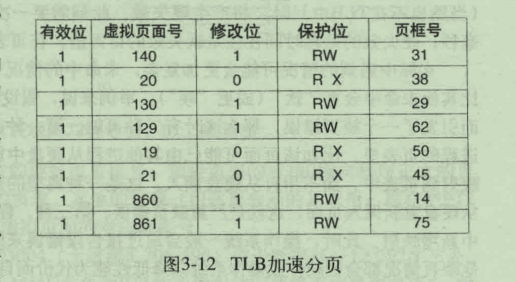 有效位 虚拟页面号 修改位 保护位 页框号
1 140 1 RW 31
1 20 0 R X 38
1 130 1 RW 29
1 129 1 RW 62
1 19 0 R X 50
1 21 0 R X 45
1 860 1 RW 14
1 861 1 RW 75
图3-12 TLB加速分页